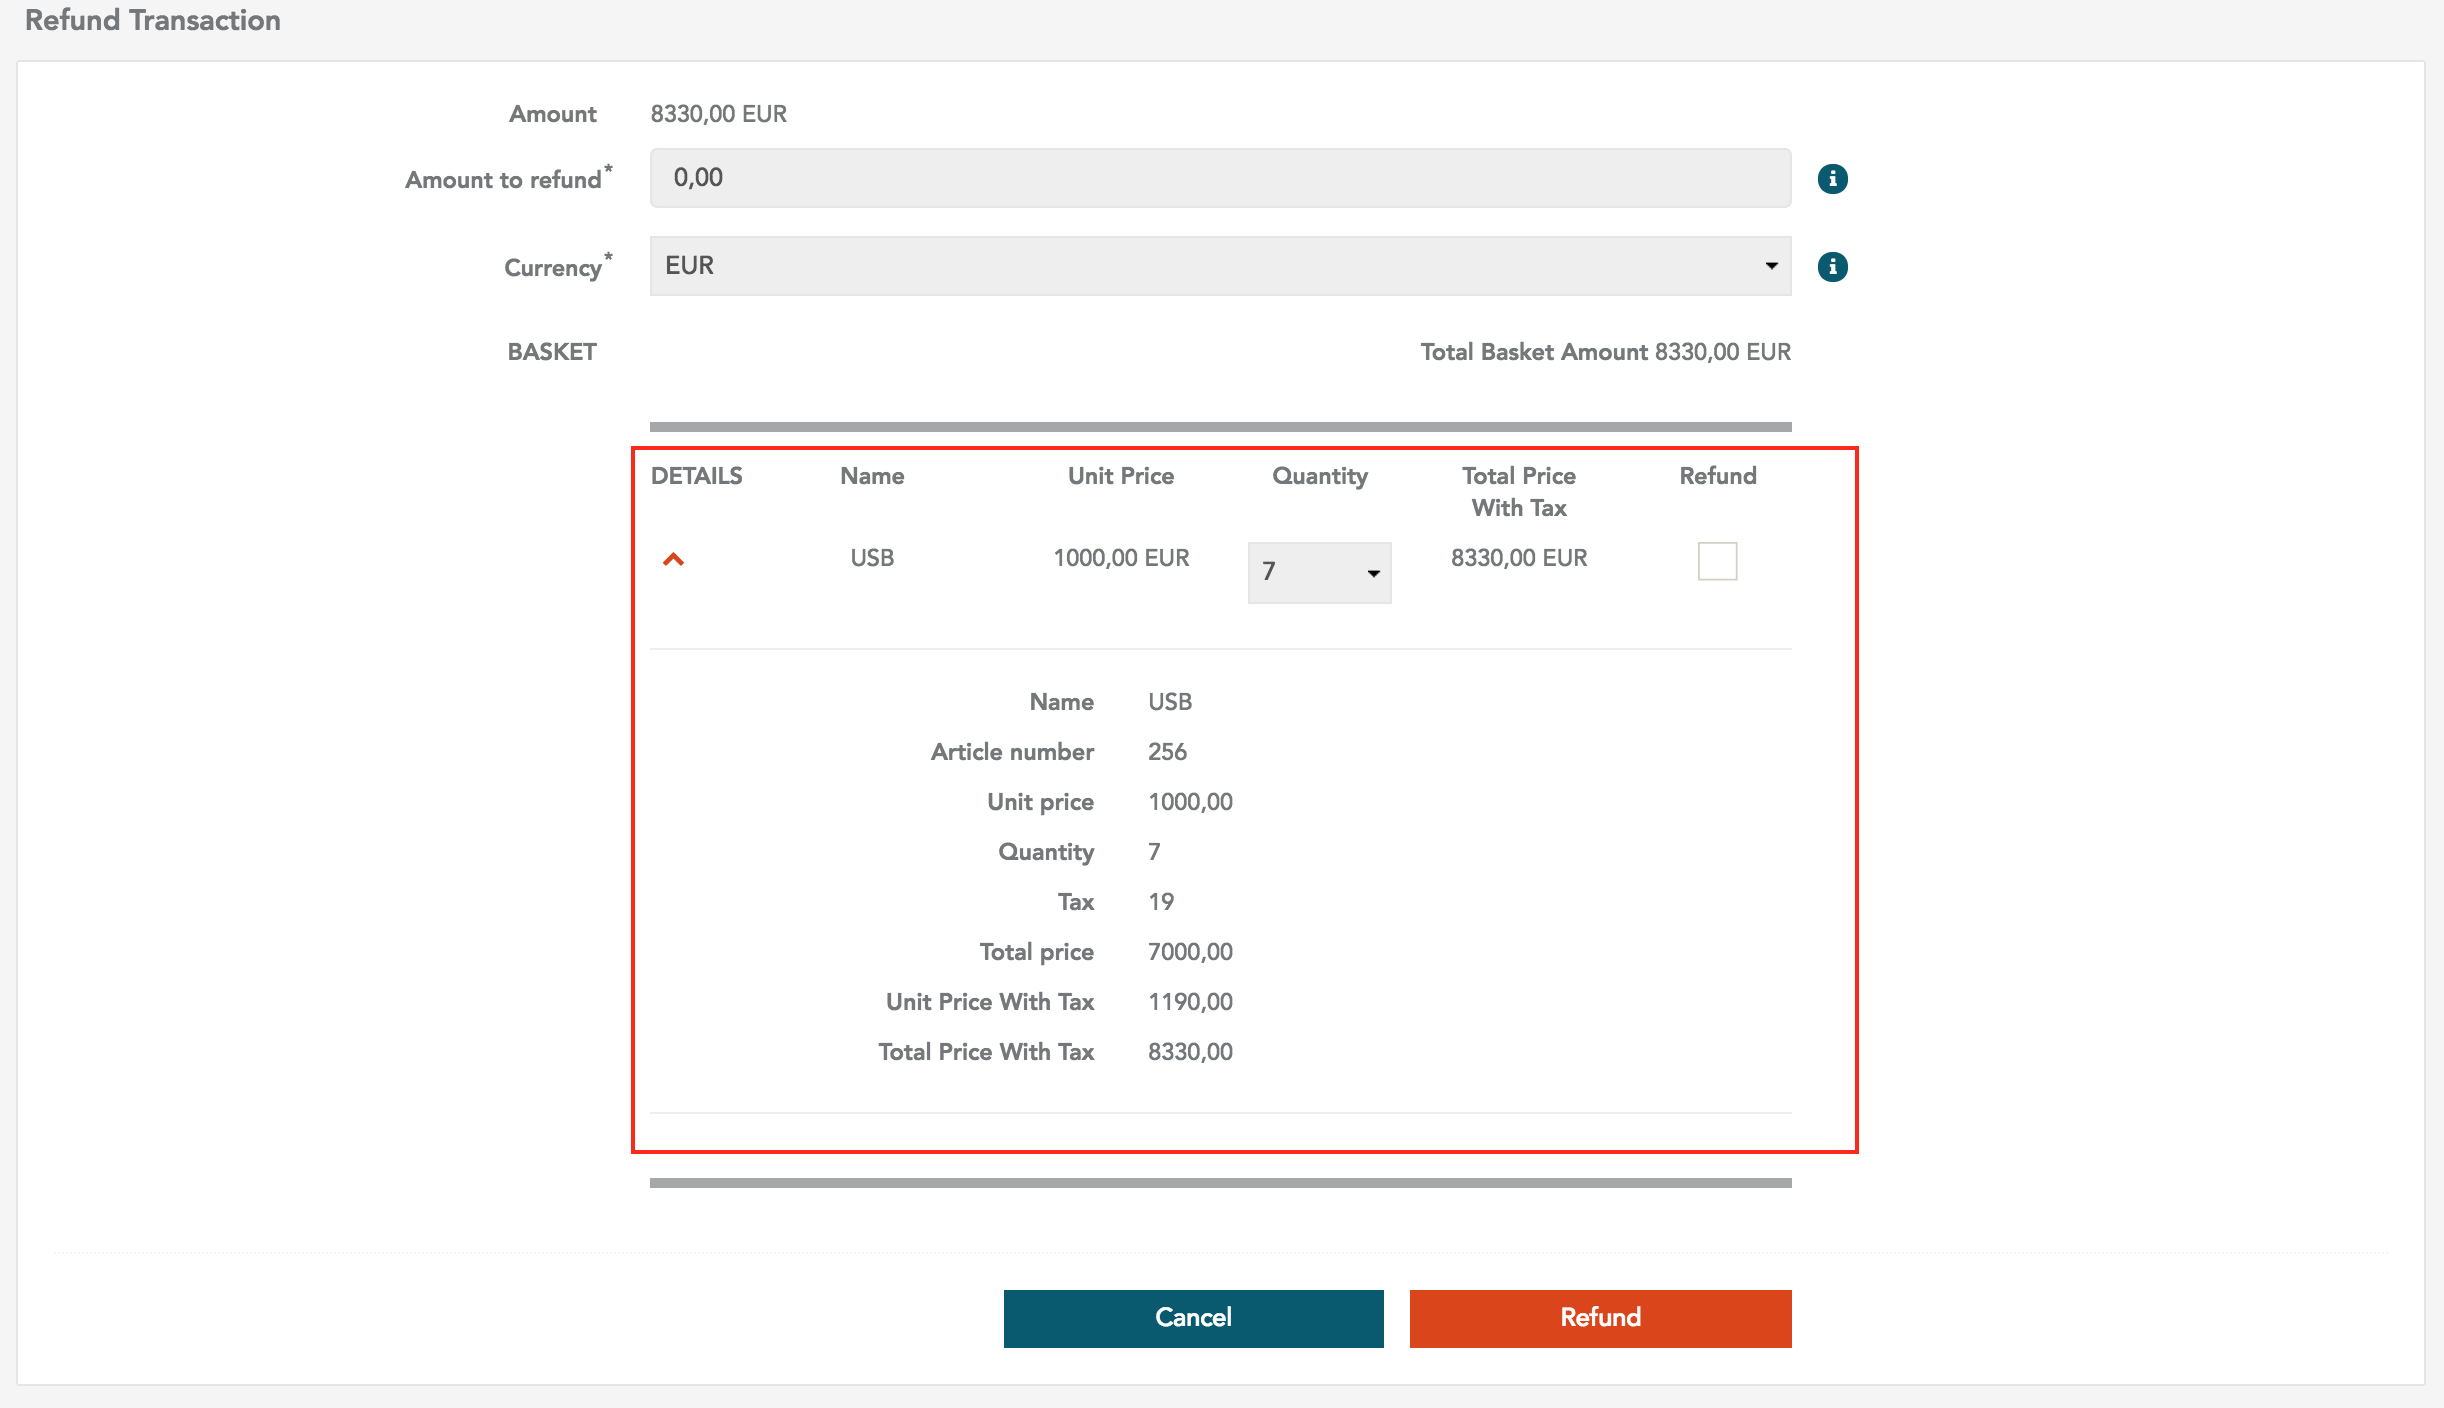 Refund Transaction
Amount 8330,00 EUR
Amount to refund* 0,00
Currency* EUR
BASKET Total Basket Amount 8330,00 EUR
DETAILS Name Unit Price Quantity Total Price With Tax Refund
USB 1000,00 EUR 7 8330,00 EUR
Name USB
Article number 256
Unit price 1000,00
Quantity 7
Tax 19
Total price 7000,00
Unit Price With Tax 1190,00
Total Price With Tax 8330,00
Cancel Refund